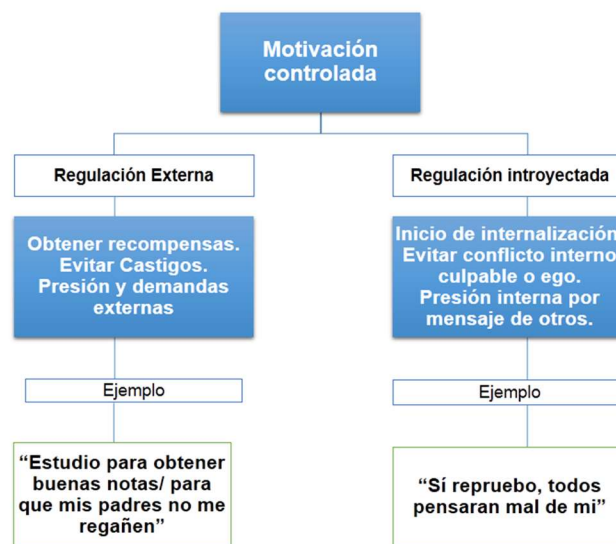 Motivación
controlada
Regulación Externa
Obtener recompensas.
Evitar Castigos.
Presión y demandas
externas
Ejemplo
“Estudio para obtener
buenas notas/ para
que mis padres no me
regañen”
Regulación introyectada
Inicio de internalización
Evitar conflicto interno
culpable o ego.
Presión interna por
mensaje de otros.
Ejemplo
“Sí repruebo, todos
pensaran mal de mi”